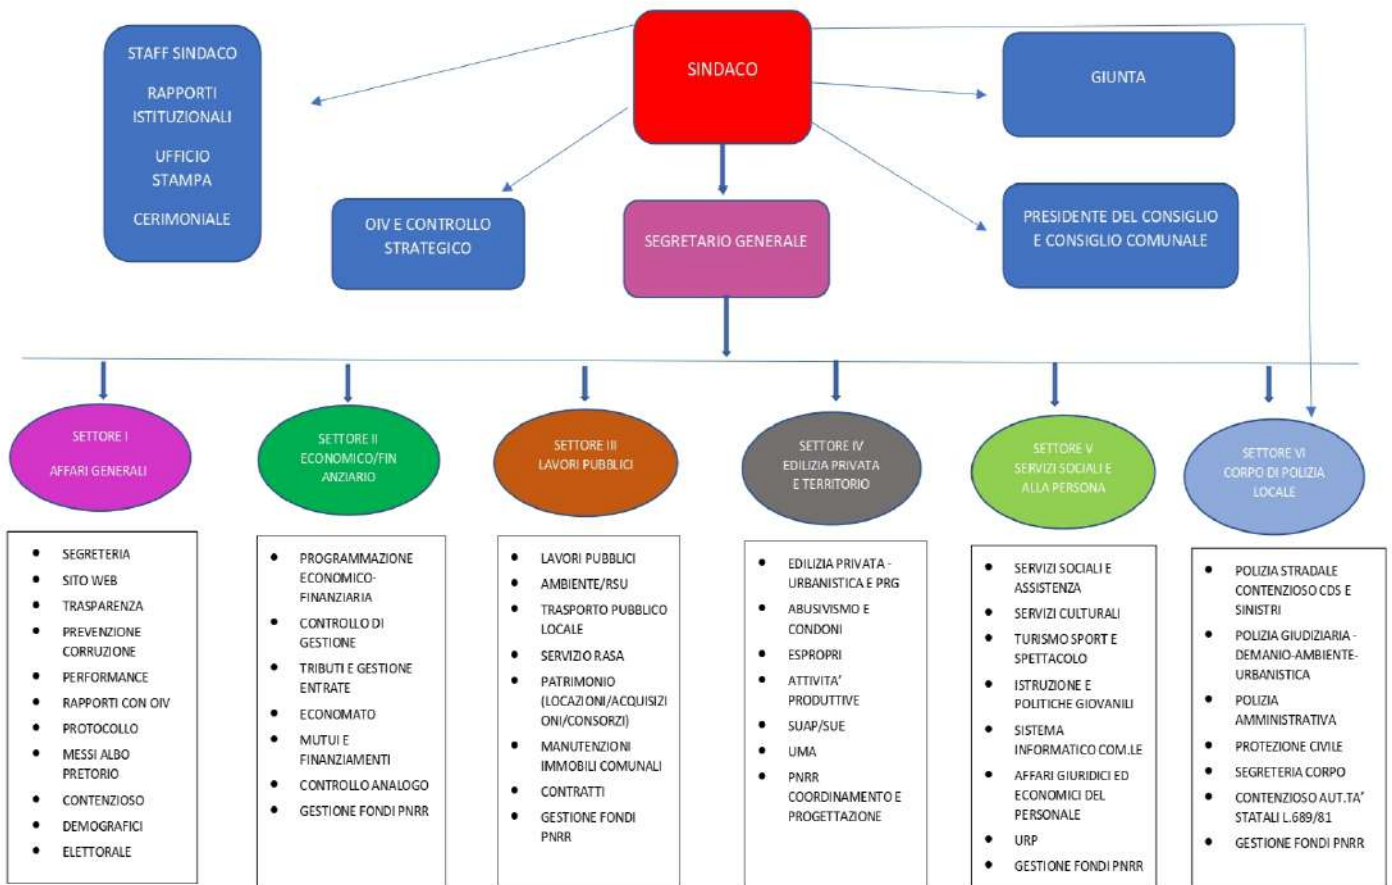 STAFF SINDACO
RAPPORTI
ISTITUZIONALI
UFFICIO
STAMPA
CERIMONIALE
SINDACO
GIUNTA
OIV E CONTROLLO
STRATEGICO
SEGRETARIO GENERALE
PRESIDENTE DEL CONSIGLIO
E CONSIGLIO COMUNALE
SETTORE I
AFFARI GENERALI
SETTORE II
ECONOMICO/FIN
ANZIARIO
SETTORE III
LAVORI PUBBLICI
SETTORE IV
EDILIZIA PRIVATA
E TERRITORIO
SETTORE V
SERVIZI SOCIALI E
ALLA PERSONA
SETTORE VI
CORPO DI POLIZIA
LOCALE
• SEGRETERIA
• SITO WEB
• TRASPARENZA
• PREVENZIONE
CORRUZIONE
• PERFORMANCE
• RAPPORTI CON OIV
• PROTOCOLLO
• MESSI ALBO
PRETORIO
• CONTENZIOSO
• DEMOGRAFICI
• ELETTORALE
• PROGRAMMAZIONE
ECONOMICO-
FINANZIARIA
• CONTROLLO DI
GESTIONE
• TRIBUTI E GESTIONE
ENTRATE
• ECONOMATO
• MUTUI E
FINANZIAMENTI
• CONTROLLO ANALOGO
• GESTIONE FONDI PNRR
• LAVORI PUBBLICI
• AMBIENTE/RSU
• TRASPORTO PUBBLICO
LOCALE
• SERVIZIO RASA
• PATRIMONIO
(LOCAZIONI/ACQUISIZI
ONI/CONSORZI)
• MANUTENZIONI
IMMOBILI COMUNALI
• CONTRATTI
• GESTIONE FONDI
PNRR
• EDILIZIA PRIVATA -
URBANISTICA E PRG
• ABUSIVISMO E
CONDONI
• ESPROPRI
• ATTIVITA'
PRODUTTIVE
• SUAP/SUE
• UMA
• PNRR
COORDINAMENTO E
PROGETTAZIONE
• SERVIZI SOCIALI E
ASSISTENZA
• SERVIZI CULTURALI
• TURISMO SPORT E
SPETTACOLO
• ISTRUZIONE E
POLITICHE GIOVANILI
• SISTEMA
INFORMATICO COM.LE
• AFFARI GIURIDICI ED
ECONOMICI DEL
PERSONALE
• URP
• GESTIONE FONDI PNRR
• POLIZIA STRADALE
CONTENZIOSO CDS E
SINISTRI
• POLIZIA GIUDIZIARIA -
DEMANIO-AMBIENTE-
URBANISTICA
• POLIZIA
AMMINISTRATIVA
• PROTEZIONE CIVILE
• SEGRETERIA CORPO
• CONTENZIOSO AUT.TA'
STATALI L.689/81
• GESTIONE FONDI PNRR